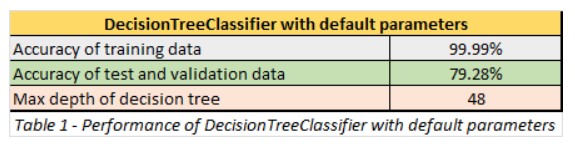 DecisionTreeClassifier with default parameters
Accuracy of training data 99.99%
Accuracy of test and validation data 79.28%
Max depth of decision tree 48
Table 1 - Performance of DecisionTreeClassifier with default parameters